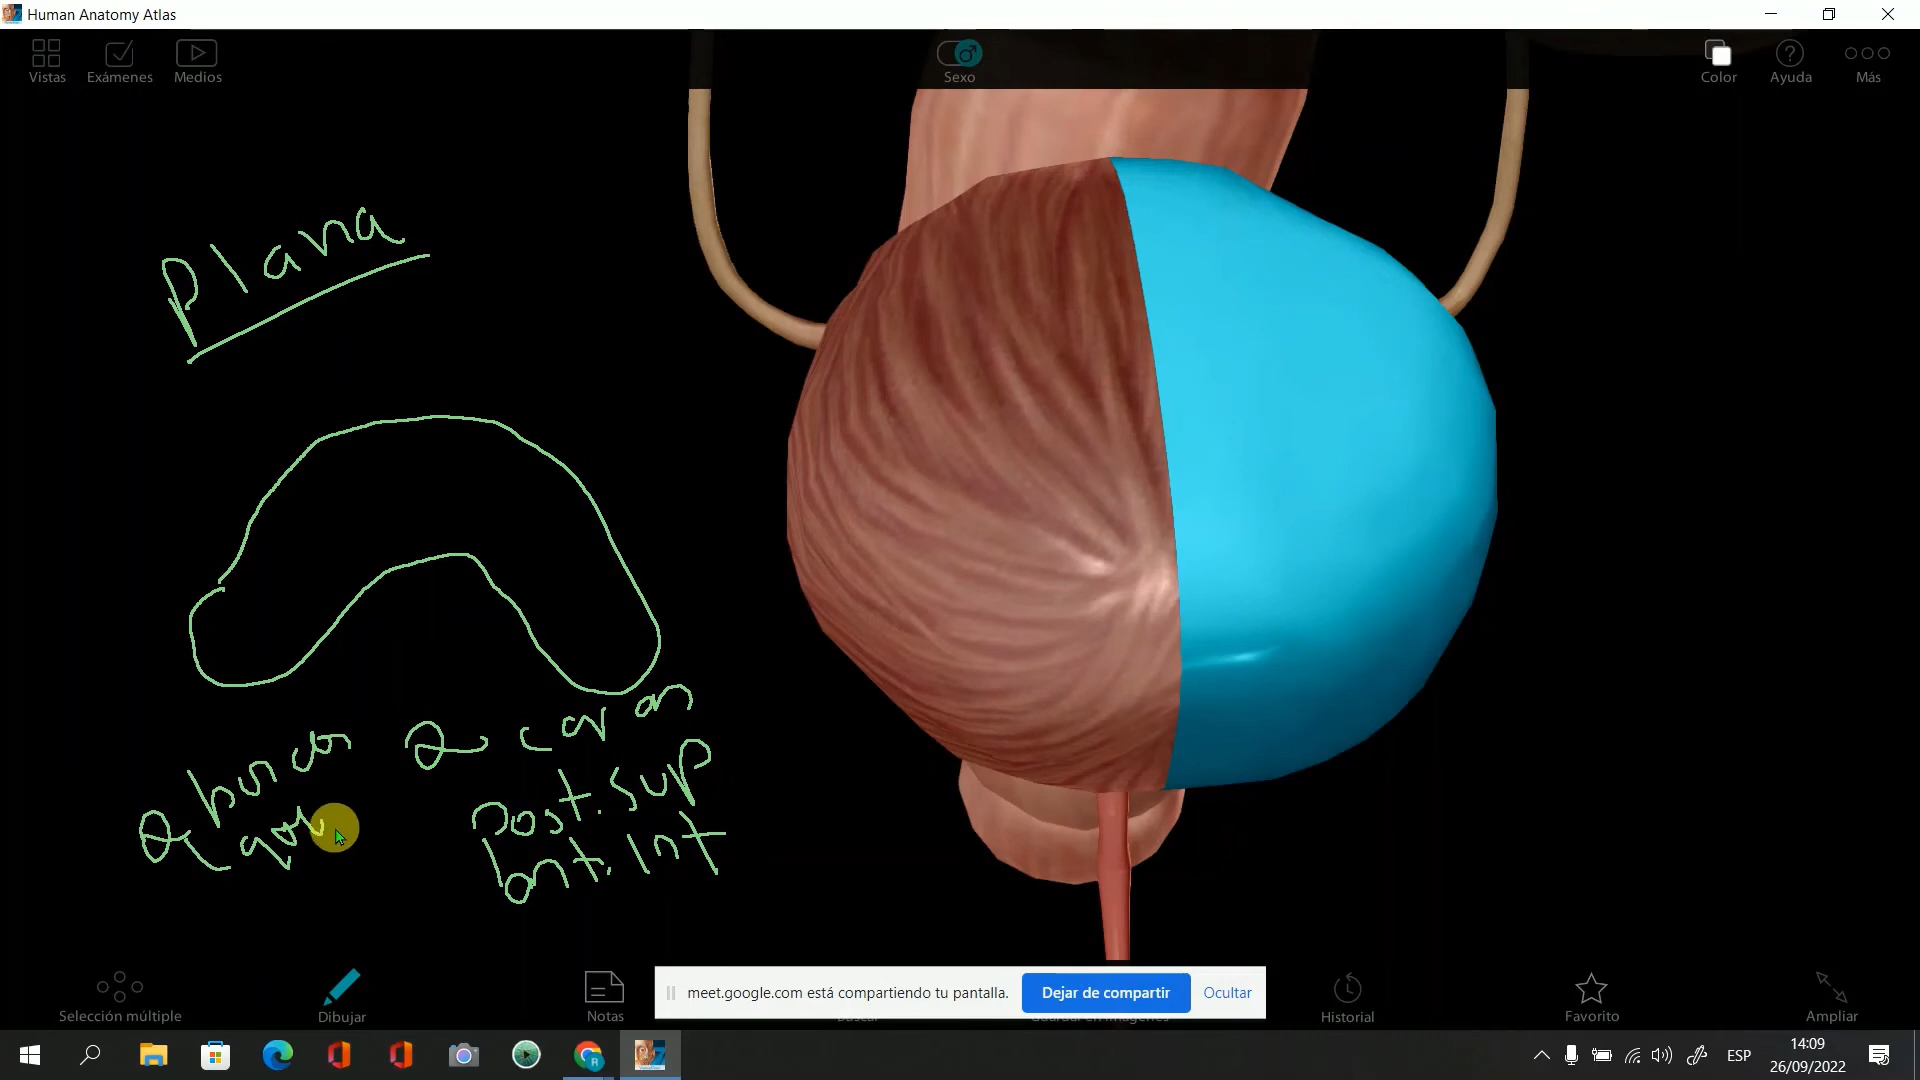 Human Anatomy Atlas
Vistas Exámenes Medios
Sexo
Color Ayuda Más
Plana
2 bordes 2 caras
Post. Sup
Ant. Inf
Selección múltiple Dibujar Notas
meet.google.com está compartiendo tu pantalla. Dejar de compartir Ocultar
Historial Favorito Ampliar
ESP
14:09
26/09/2022